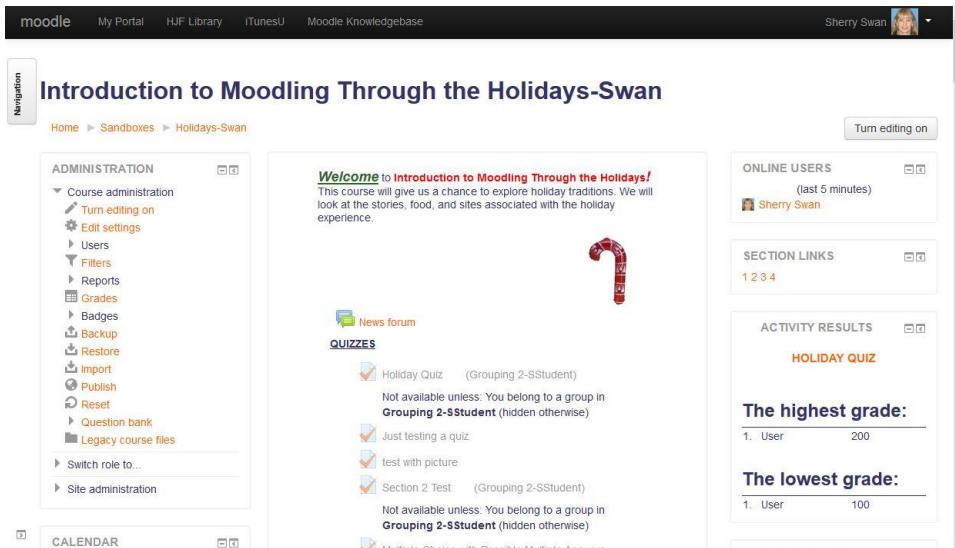 moodle My Portal HJF Library iTunesU Moodle Knowledgebase Sherry Swan
Navigation
Introduction to Moodling Through the Holidays-Swan
Home Sandboxes Holidays-Swan
Turn editing on
ADMINISTRATION
Course administration
Turn editing on
Edit settings
Users
Filters
Reports
Grades
Badges
Backup
Restore
Import
Publish
Reset
Question bank
Legacy course files
Switch role to...
Site administration
CALENDAR
Welcome to Introduction to Moodling Through the Holidays!
This course will give us a chance to explore holiday traditions. We will
look at the stories, food, and sites associated with the holiday
experience.
News forum
QUIZZES
Holiday Quiz (Grouping 2-SStudent)
Not available unless: You belong to a group in
Grouping 2-SStudent (hidden otherwise)
Just testing a quiz
test with picture
Section 2 Test (Grouping 2-SStudent)
Not available unless: You belong to a group in
Grouping 2-SStudent (hidden otherwise)
Multiple Choice with Possible Multiple Answers
ONLINE USERS
(last 5 minutes)
Sherry Swan
SECTION LINKS
1 2 3 4
ACTIVITY RESULTS
HOLIDAY QUIZ
The highest grade:
1. User 200
The lowest grade:
1. User 100